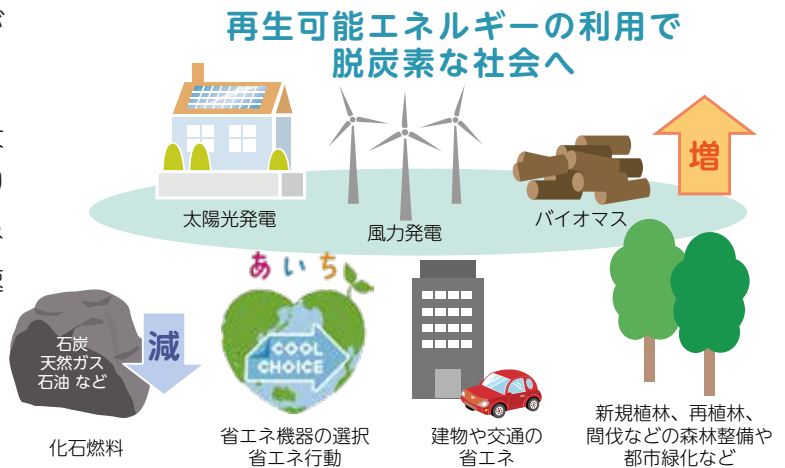 再生可能エネルギーの利用で
脱炭素な社会へ
増
太陽光発電
風力発電
バイオマス
あいち
石炭
天然ガス
石油 など
減
COOL
CHOICE
化石燃料
省エネ機器の選択
省エネ行動
建物や交通の
省エネ
新規植林、再植林、
間伐などの森林整備や
都市緑化など